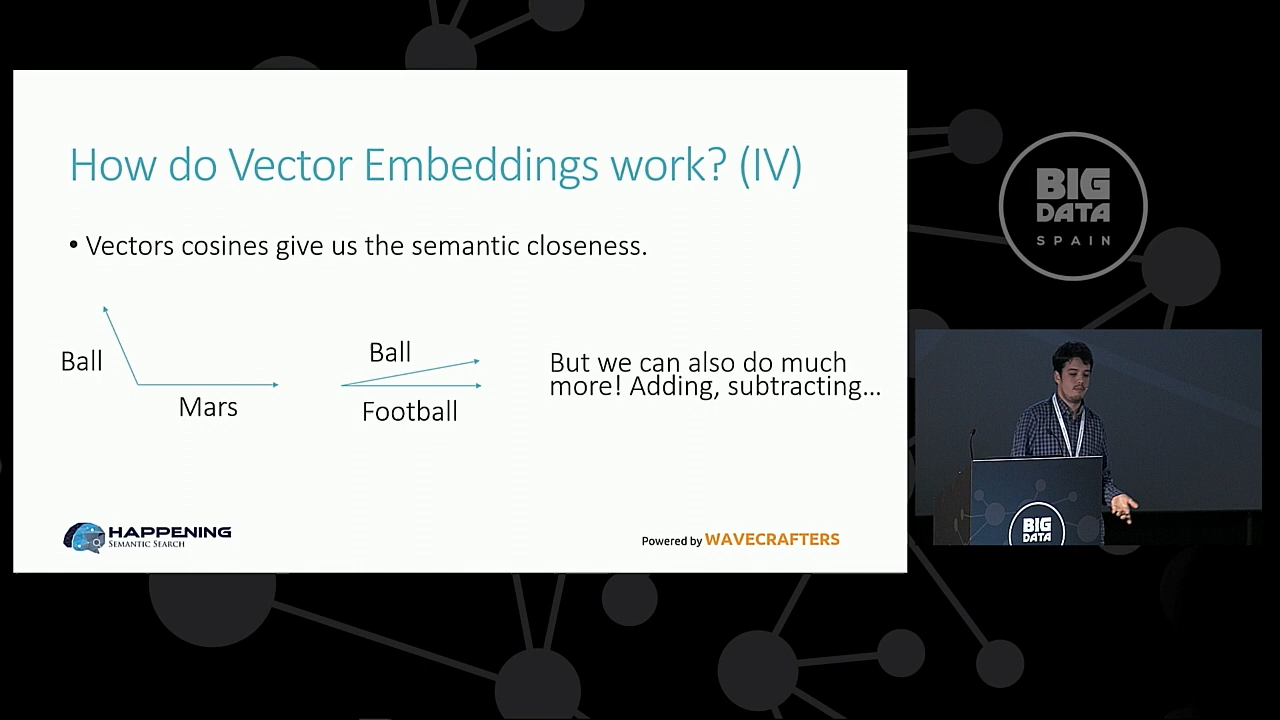 How do Vector Embeddings work? (IV)
• Vectors cosines give us the semantic closeness.
Ball
Mars
Ball
Football
But we can also do much
more! Adding, subtracting...
HAPPENING
SEMANTIC SEARCH
Powered by WAVECRAFTERS
BIG
DATA
SPAIN
BIG
DATA